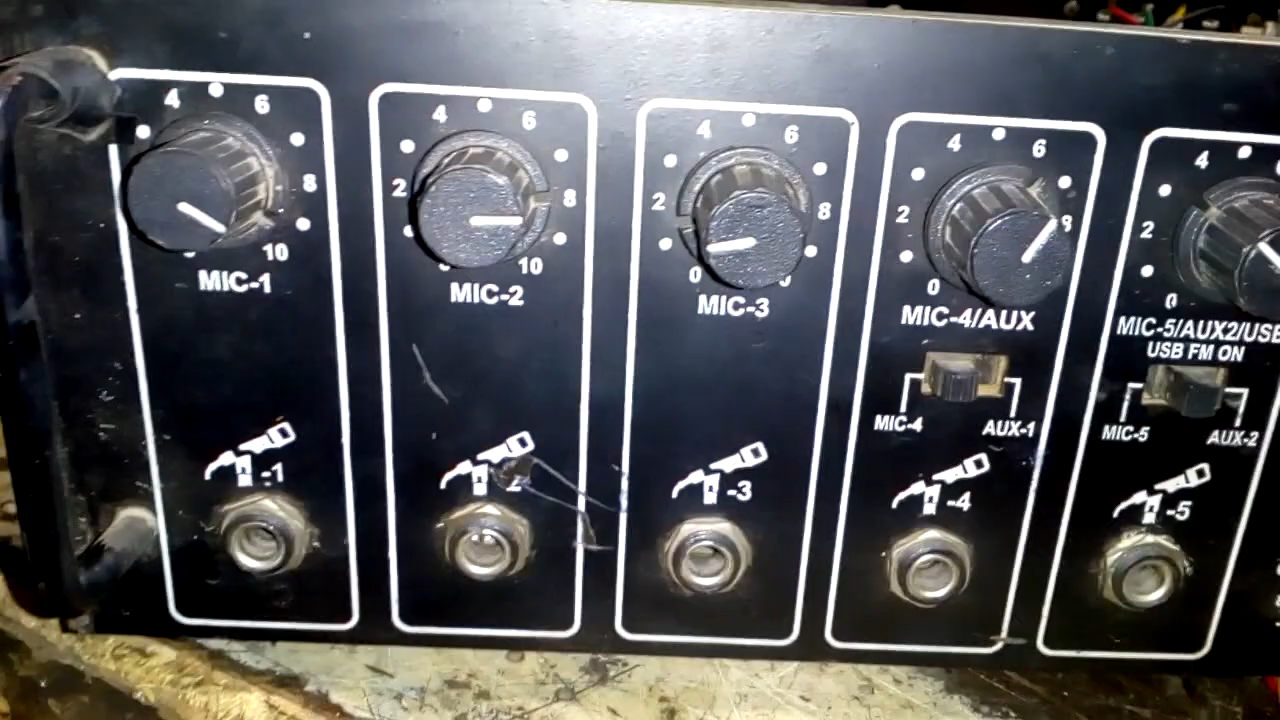 4 6 8 10
MIC-1
-1
2 4 6 8 10
MIC-2
-2
0 2 4 6 8
MIC-3
-3
0 2 4 6 8
MIC-4/AUX
MIC-4 AUX-1
-4
0 2 4
MIC-5/AUX2/USB
USB FM ON
MIC-5 AUX-2
-5